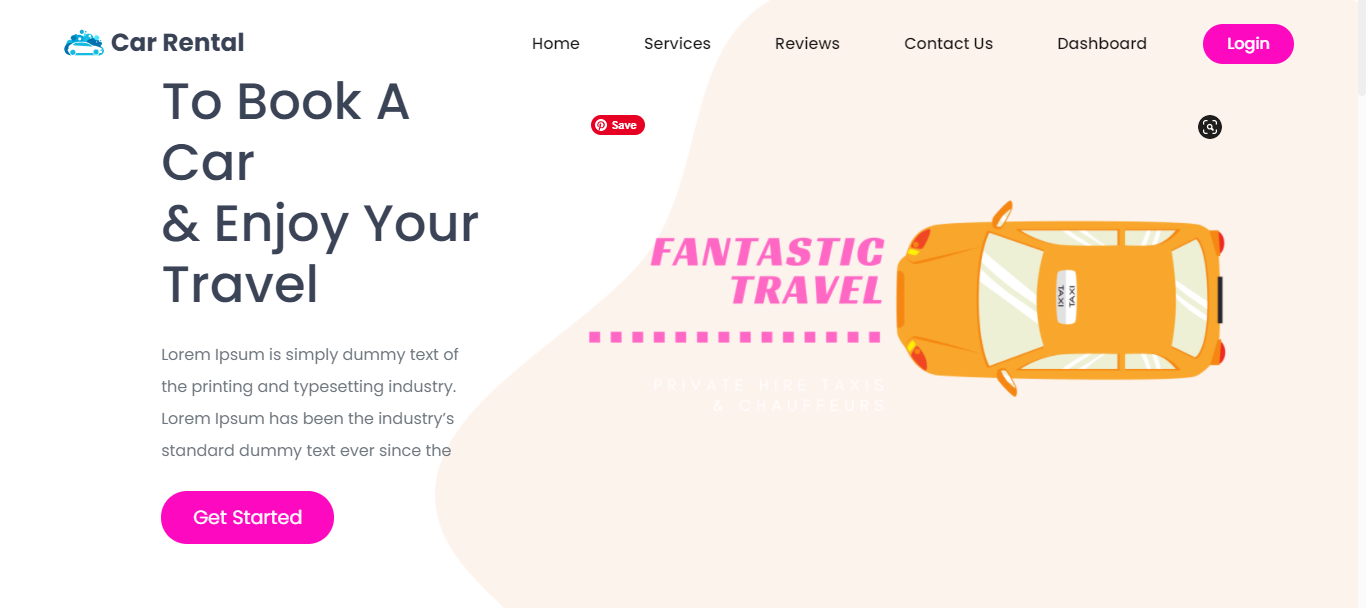 Car Rental
Home
Services
Reviews
Contact Us
Dashboard
Login
To Book A
Car
& Enjoy Your
Travel
Lorem Ipsum is simply dummy text of
the printing and typesetting industry.
Lorem Ipsum has been the industry’s
standard dummy text ever since the
Get Started
Save
FANTASTIC
TRAVEL
PRIVATE HIRE TAXIS
& CHAUFFEURS
TAXI
TAXI